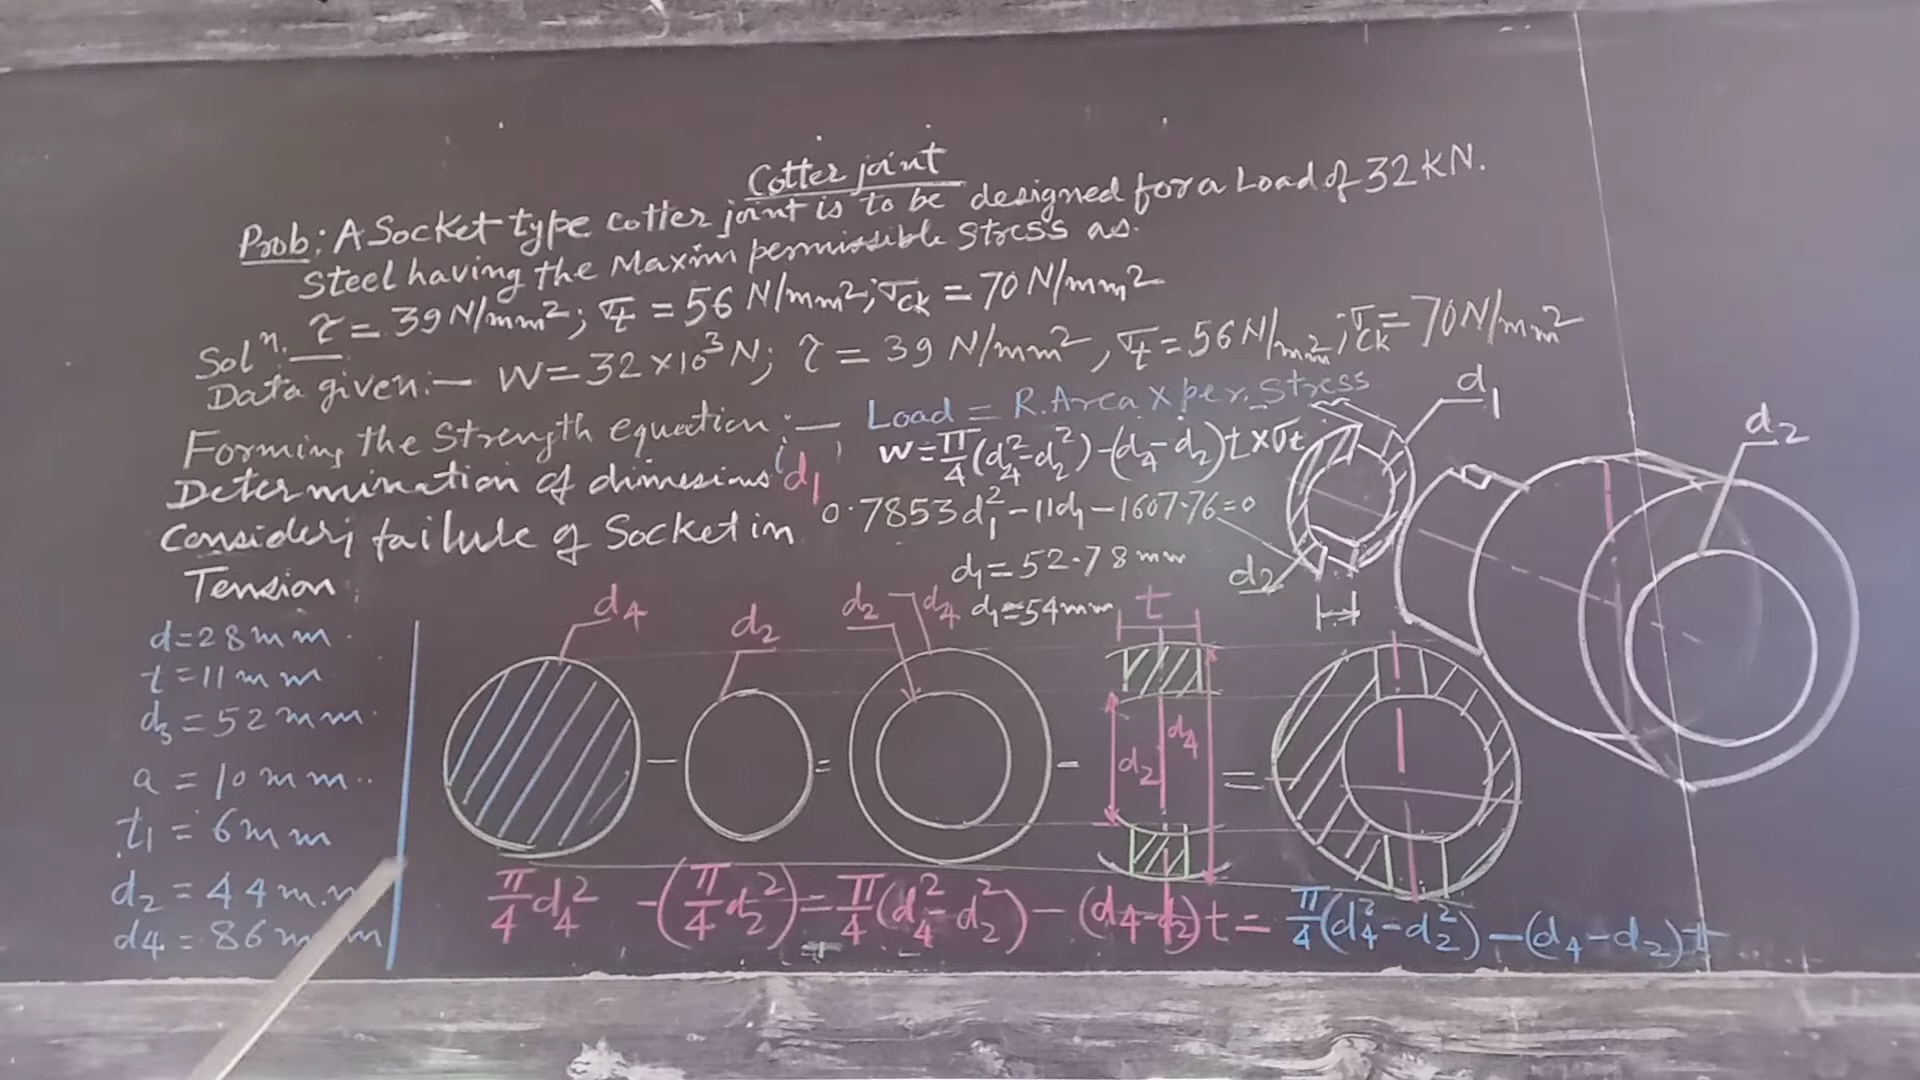 Cotter joint
Prob: A Socket type cotter joint is to be designed for a Load of 32 KN.
Steel having the Maxim permissible stress as.
τ = 39 N/mm²; σt = 56 N/mm²; σck = 70 N/mm²
Solⁿ:—
Data given:— W = 32 × 10³ N; τ = 39 N/mm², σt = 56 N/mm²; σck = 70 N/mm²
Forming the Strength equation:— Load = R. Area × per. Stress
W = π/4 (d4² - d2²) - (d4 - d2) t × σt
Determination of dimesions 'd1'
0.7853 d1² - 11d1 - 1607.76 = 0
Considerj failure of Socket in
Tension
d1 = 52.78 mm
d1 = 54 mm
d1
d2
d2
d = 28 mm
t = 11 mm
d3 = 52 mm.
a = 10 mm..
t1 = 6 mm
d2 = 44 m.m
d4 = 86 mm
d4
d2
d2
d4
t
- = - =
d2
d4
π/4 d4² - (π/4 d2²) = π/4 (d4² - d2²) - (d4 - d2) t = π/4 (d4² - d2²) - (d4 - d2) t